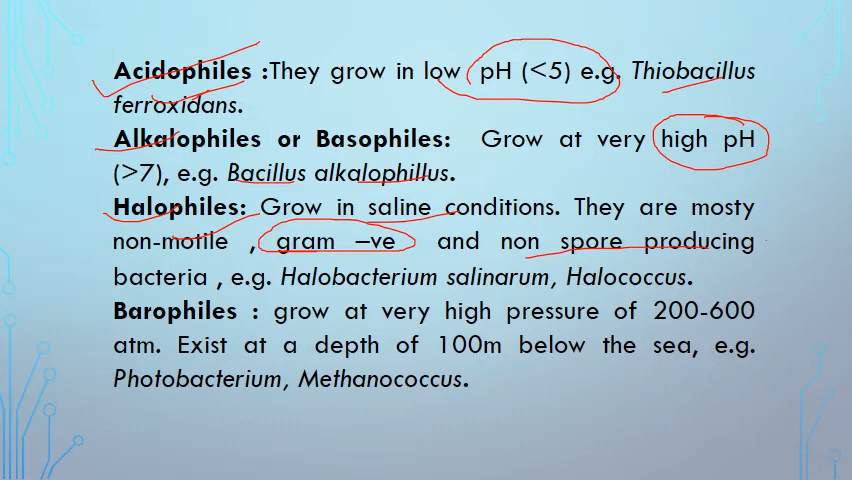 Acidophiles :They grow in low pH (<5) e.g. Thiobacillus
ferroxidans.
Alkalophiles or Basophiles: Grow at very high pH
(>7), e.g. Bacillus alkalophillus.
Halophiles: Grow in saline conditions. They are mosty
non-motile , gram –ve and non spore producing
bacteria , e.g. Halobacterium salinarum, Halococcus.
Barophiles : grow at very high pressure of 200-600
atm. Exist at a depth of 100m below the sea, e.g.
Photobacterium, Methanococcus.